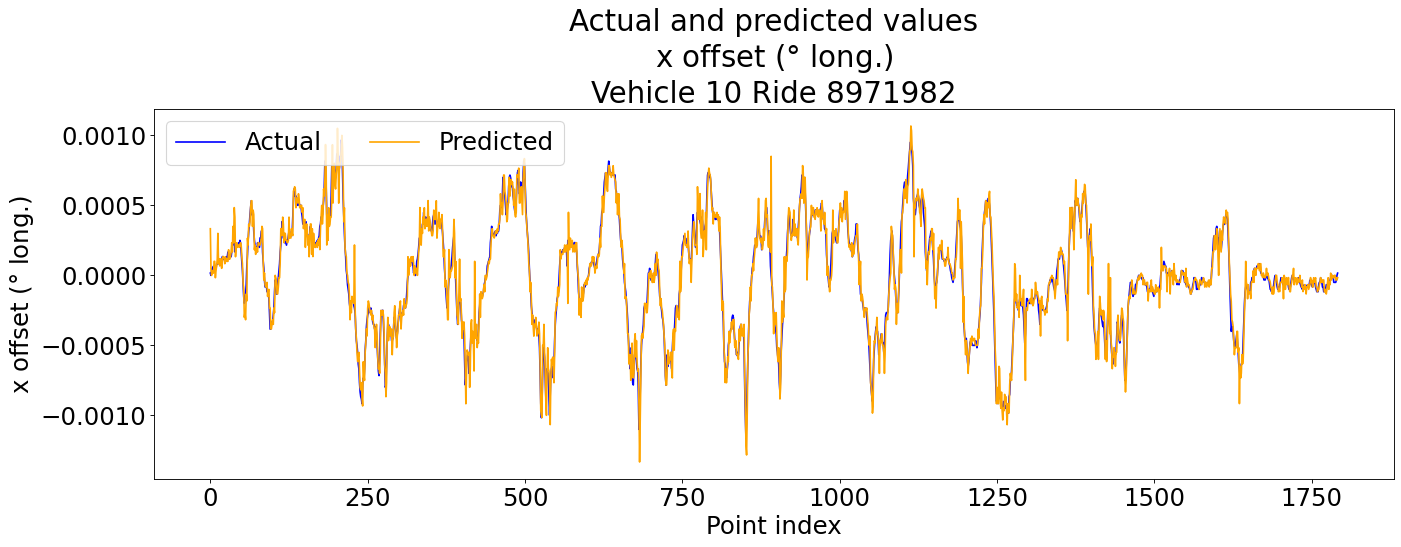 Actual and predicted values
x offset (° long.)
Vehicle 10 Ride 8971982
Actual
Predicted
x offset (° long.)
0.0010
0.0005
0.0000
−0.0005
−0.0010
0
250
500
750
1000
1250
1500
1750
Point index